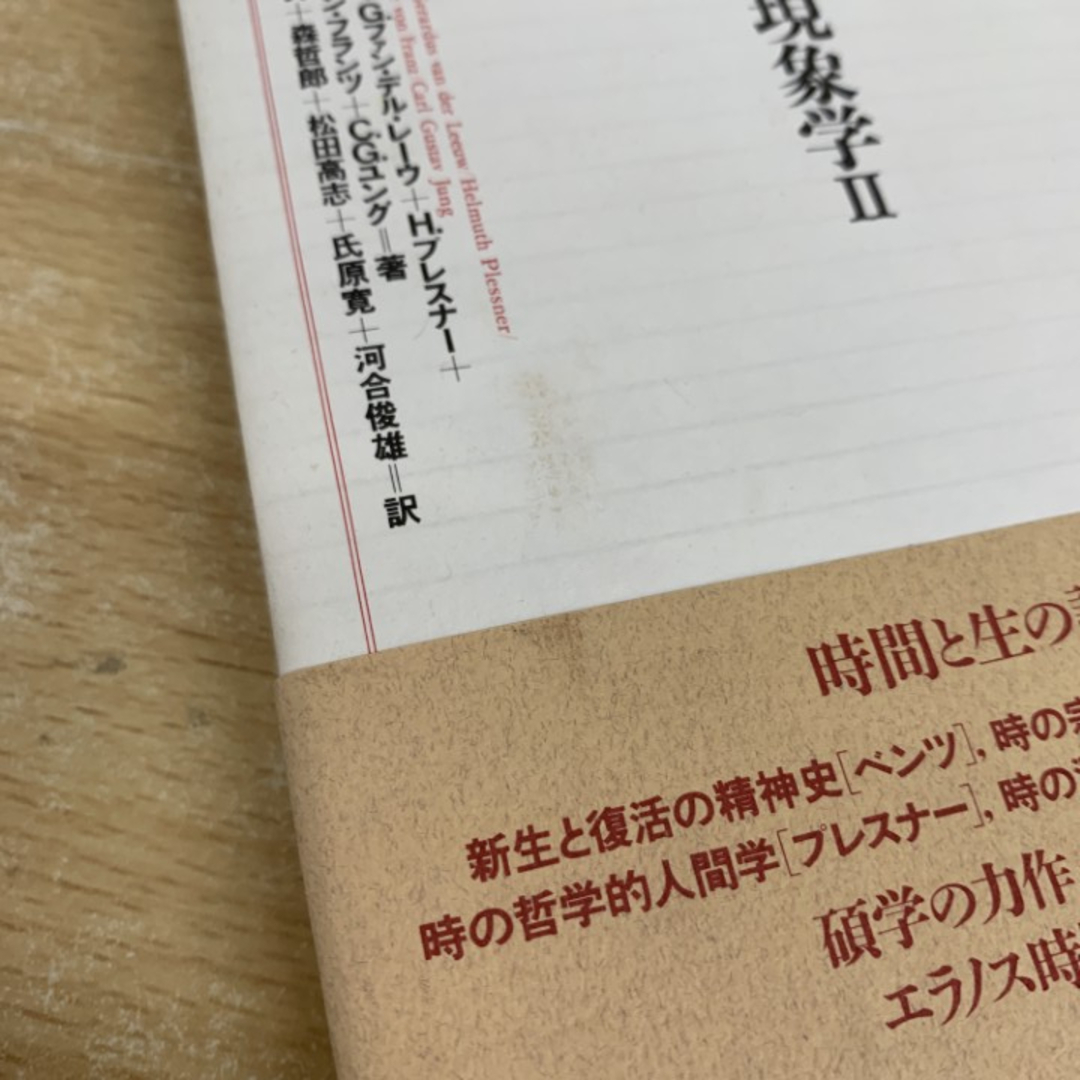 現象学II
Gerardus van der Leeuw/Helmuth Plessner/
von Franz/Carl Gustav Jung
G.ファン・デル・レーウ+H.プレスナー+
ン・フランツ+C.G.ユング=著
+森哲郎+松田高志+氏原寛+河合俊雄=訳
時間と生の
新生と復活の精神史[ベンツ],時の宗
時の哲学的人間学[プレスナー],時の
碩学の力作
エラノス時